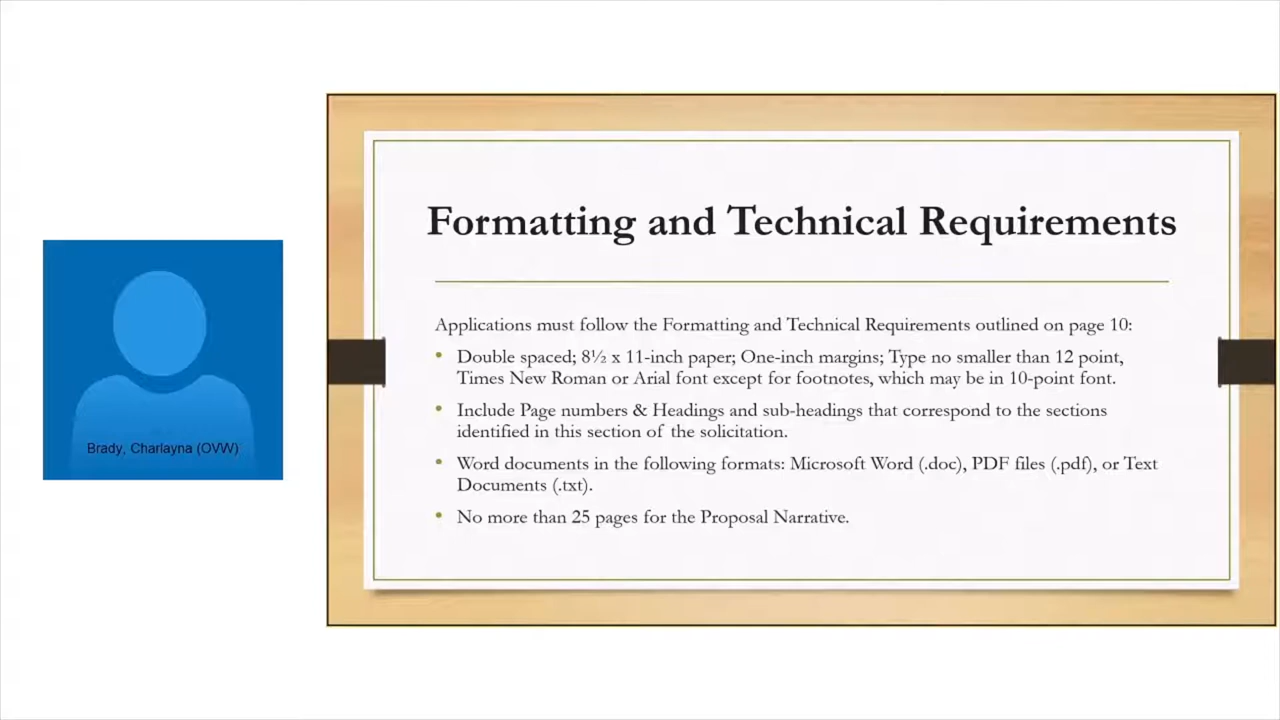 Formatting and Technical Requirements
Applications must follow the Formatting and Technical Requirements outlined on page 10:
• Double spaced; 8½ x 11-inch paper; One-inch margins; Type no smaller than 12 point,
Times New Roman or Arial font except for footnotes, which may be in 10-point font.
• Include Page numbers & Headings and sub-headings that correspond to the sections
identified in this section of the solicitation.
• Word documents in the following formats: Microsoft Word (.doc), PDF files (.pdf), or Text
Documents (.txt).
• No more than 25 pages for the Proposal Narrative.
Brady, Charlayna (OVW)